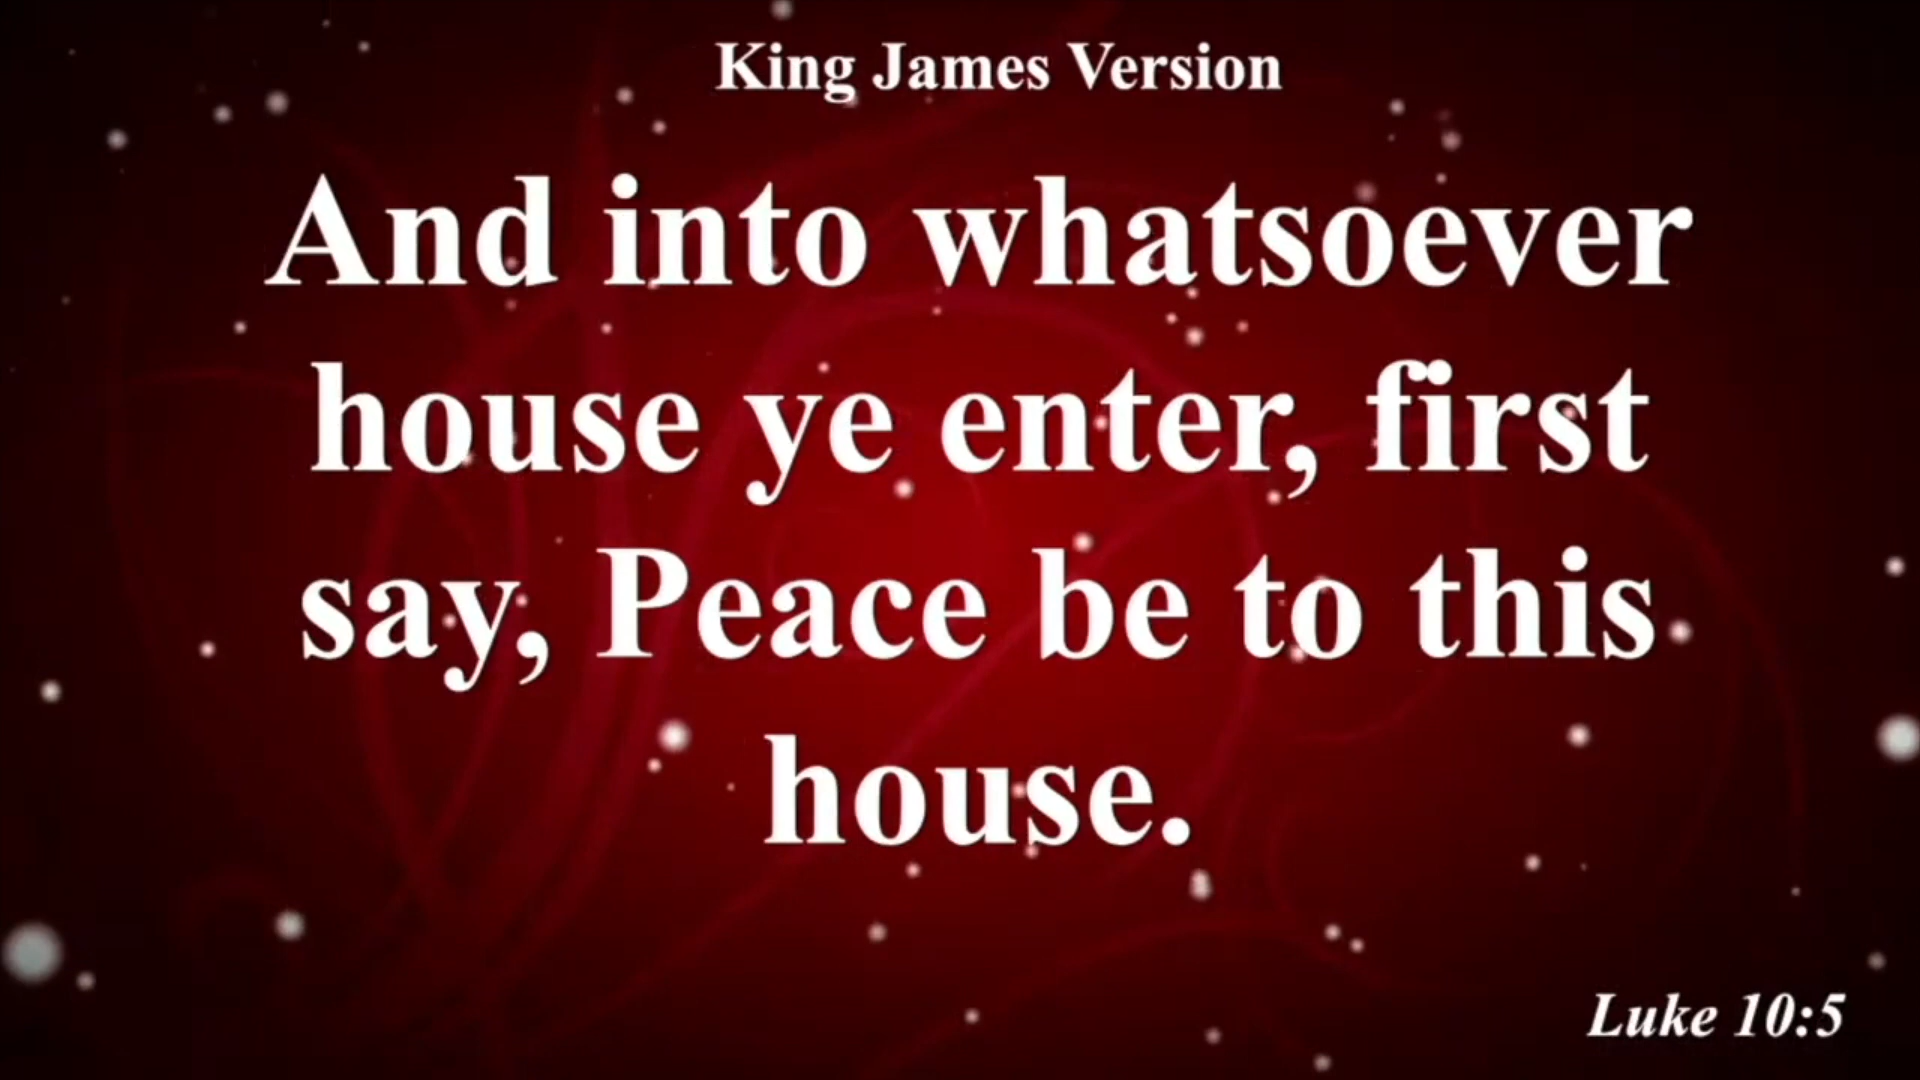 King James Version
And into whatsoever
house ye enter, first
say, Peace be to this
house.
Luke 10:5